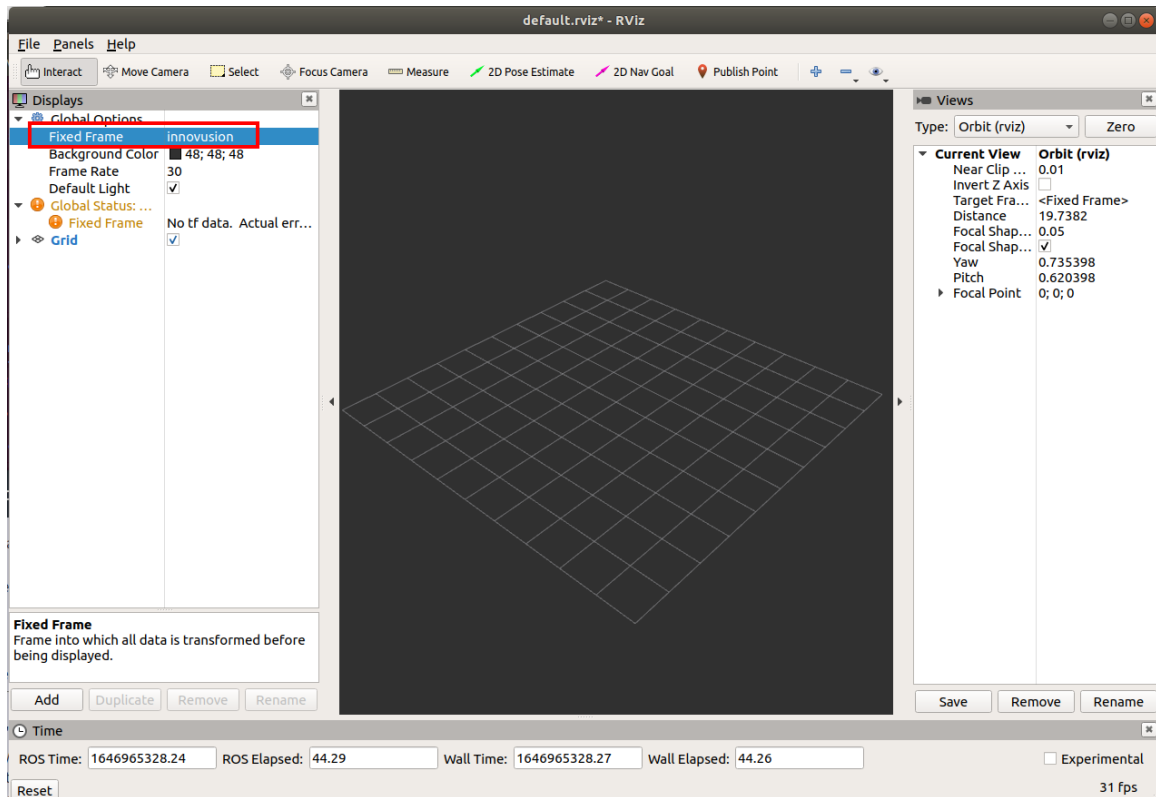 default.rviz* - RViz
File Panels Help
Interact Move Camera Select Focus Camera Measure 2D Pose Estimate 2D Nav Goal Publish Point
Displays
Global Options
Fixed Frame innovusion
Background Color 48; 48; 48
Frame Rate 30
Default Light
Global Status: ...
Fixed Frame No tf data. Actual err...
Grid
Fixed Frame
Frame into which all data is transformed before
being displayed.
Add Duplicate Remove Rename
Views
Type: Orbit (rviz) Zero
Current View Orbit (rviz)
Near Clip ... 0.01
Invert Z Axis
Target Fra... <Fixed Frame>
Distance 19.7382
Focal Shap... 0.05
Focal Shap...
Yaw 0.735398
Pitch 0.620398
Focal Point 0; 0; 0
Save Remove Rename
Time
ROS Time: 1646965328.24 ROS Elapsed: 44.29 Wall Time: 1646965328.27 Wall Elapsed: 44.26 Experimental
Reset 31 fps